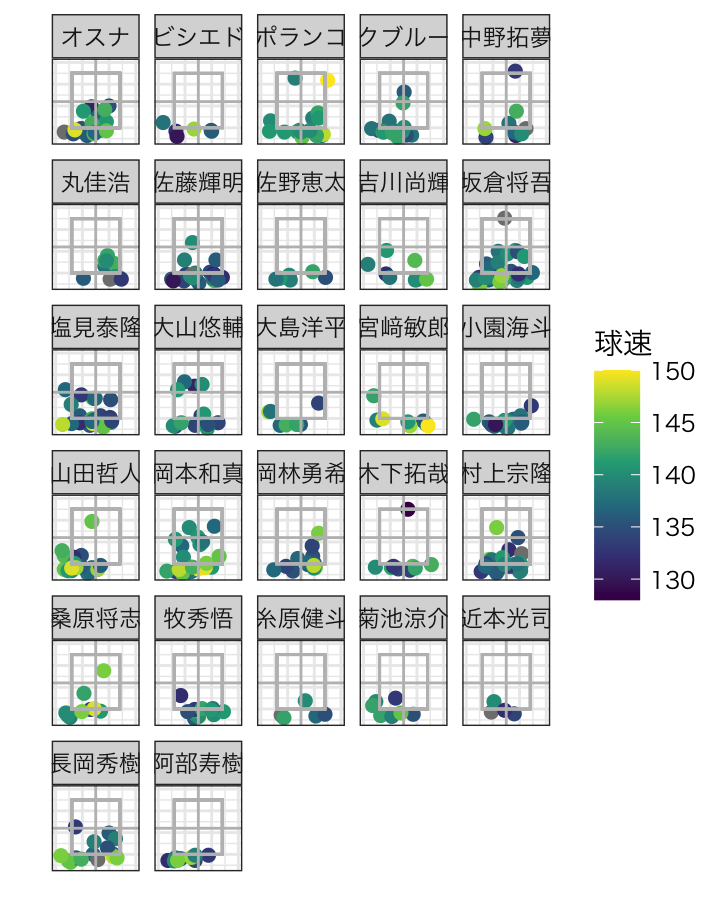 オスナ
ビシエド
ポランコ
クブルー
中野拓夢
丸佳浩
佐藤輝明
佐野恵太
吉川尚輝
坂倉将吾
塩見泰隆
大山悠輔
大島洋平
宮﨑敏郎
小園海斗
山田哲人
岡本和真
岡林勇希
木下拓哉
村上宗隆
桑原将志
牧秀悟
糸原健斗
菊池涼介
近本光司
長岡秀樹
阿部寿樹
球速
150
145
140
135
130